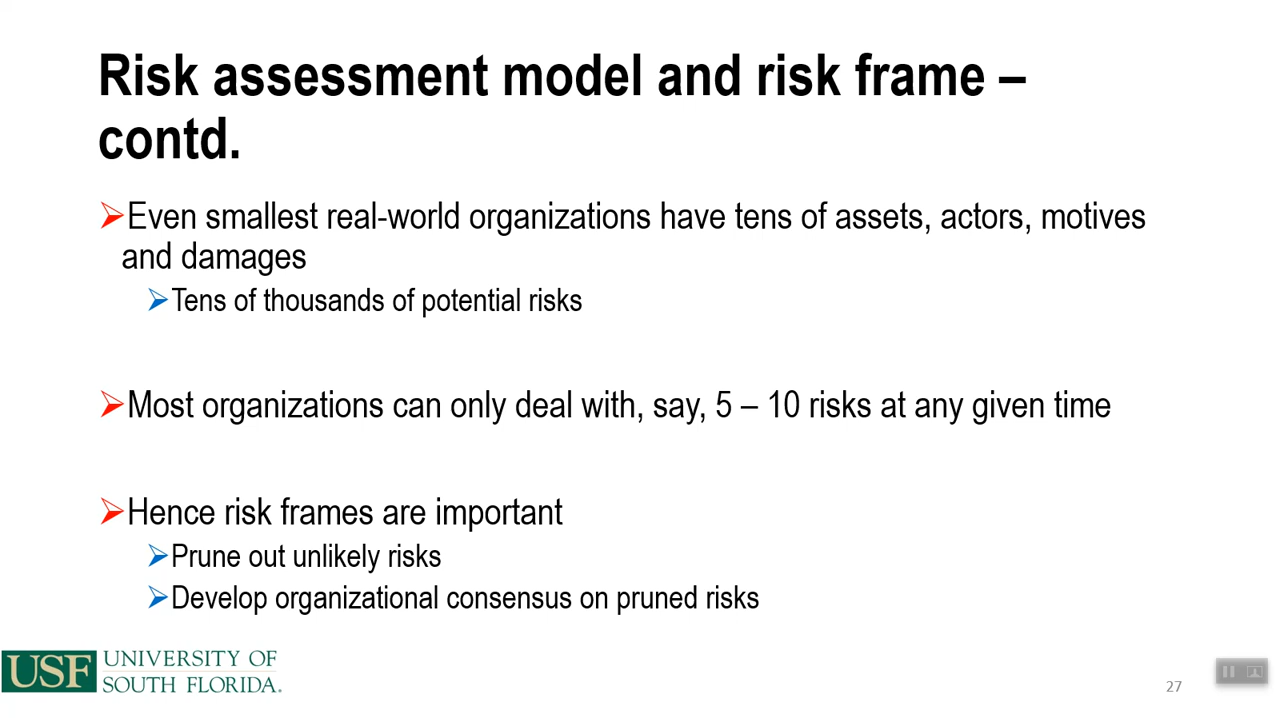 Risk assessment model and risk frame –
contd.
Even smallest real-world organizations have tens of assets, actors, motives
and damages
Tens of thousands of potential risks
Most organizations can only deal with, say, 5 – 10 risks at any given time
Hence risk frames are important
Prune out unlikely risks
Develop organizational consensus on pruned risks
USF UNIVERSITY OF
SOUTH FLORIDA.
27